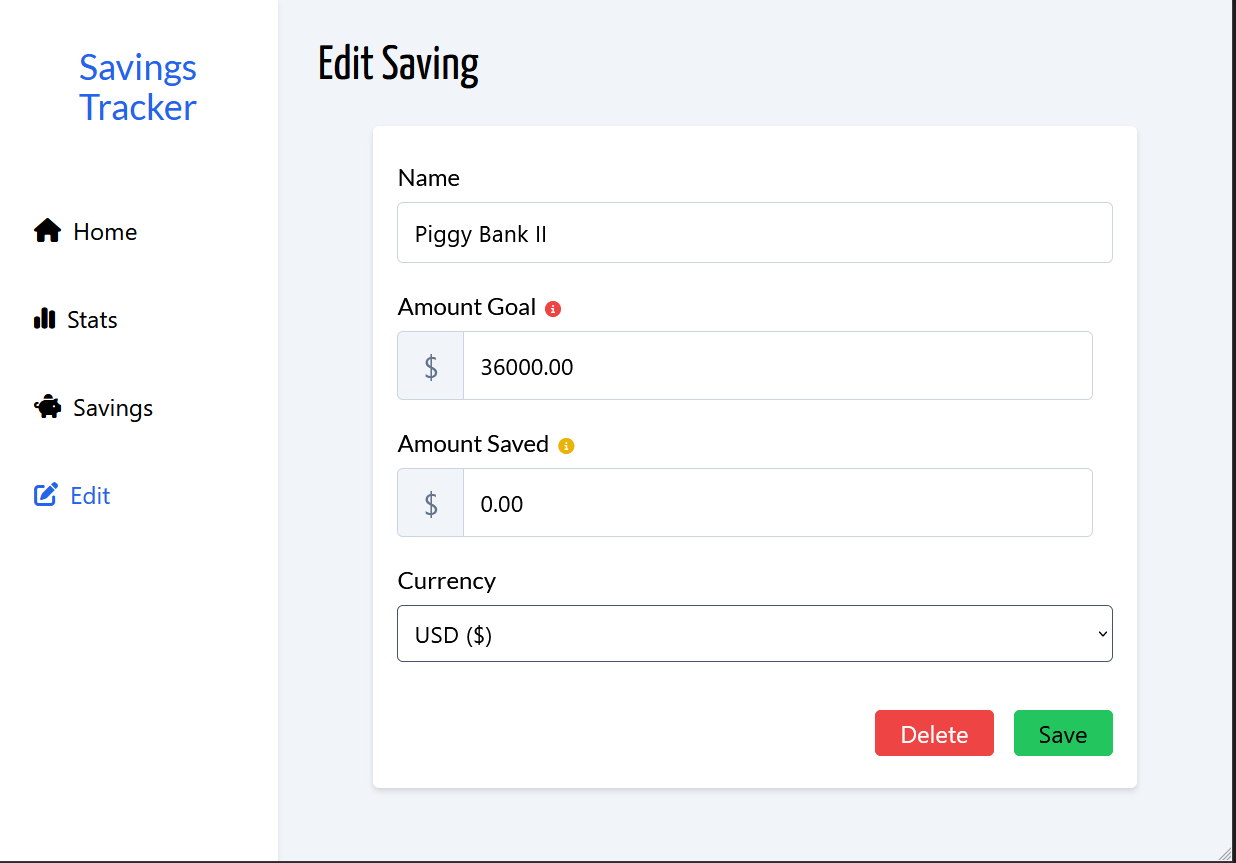 Savings
Tracker
Home
Stats
Savings
Edit
Edit Saving
Name
Piggy Bank II
Amount Goal
$ 36000.00
Amount Saved
$ 0.00
Currency
USD ($)
Delete Save